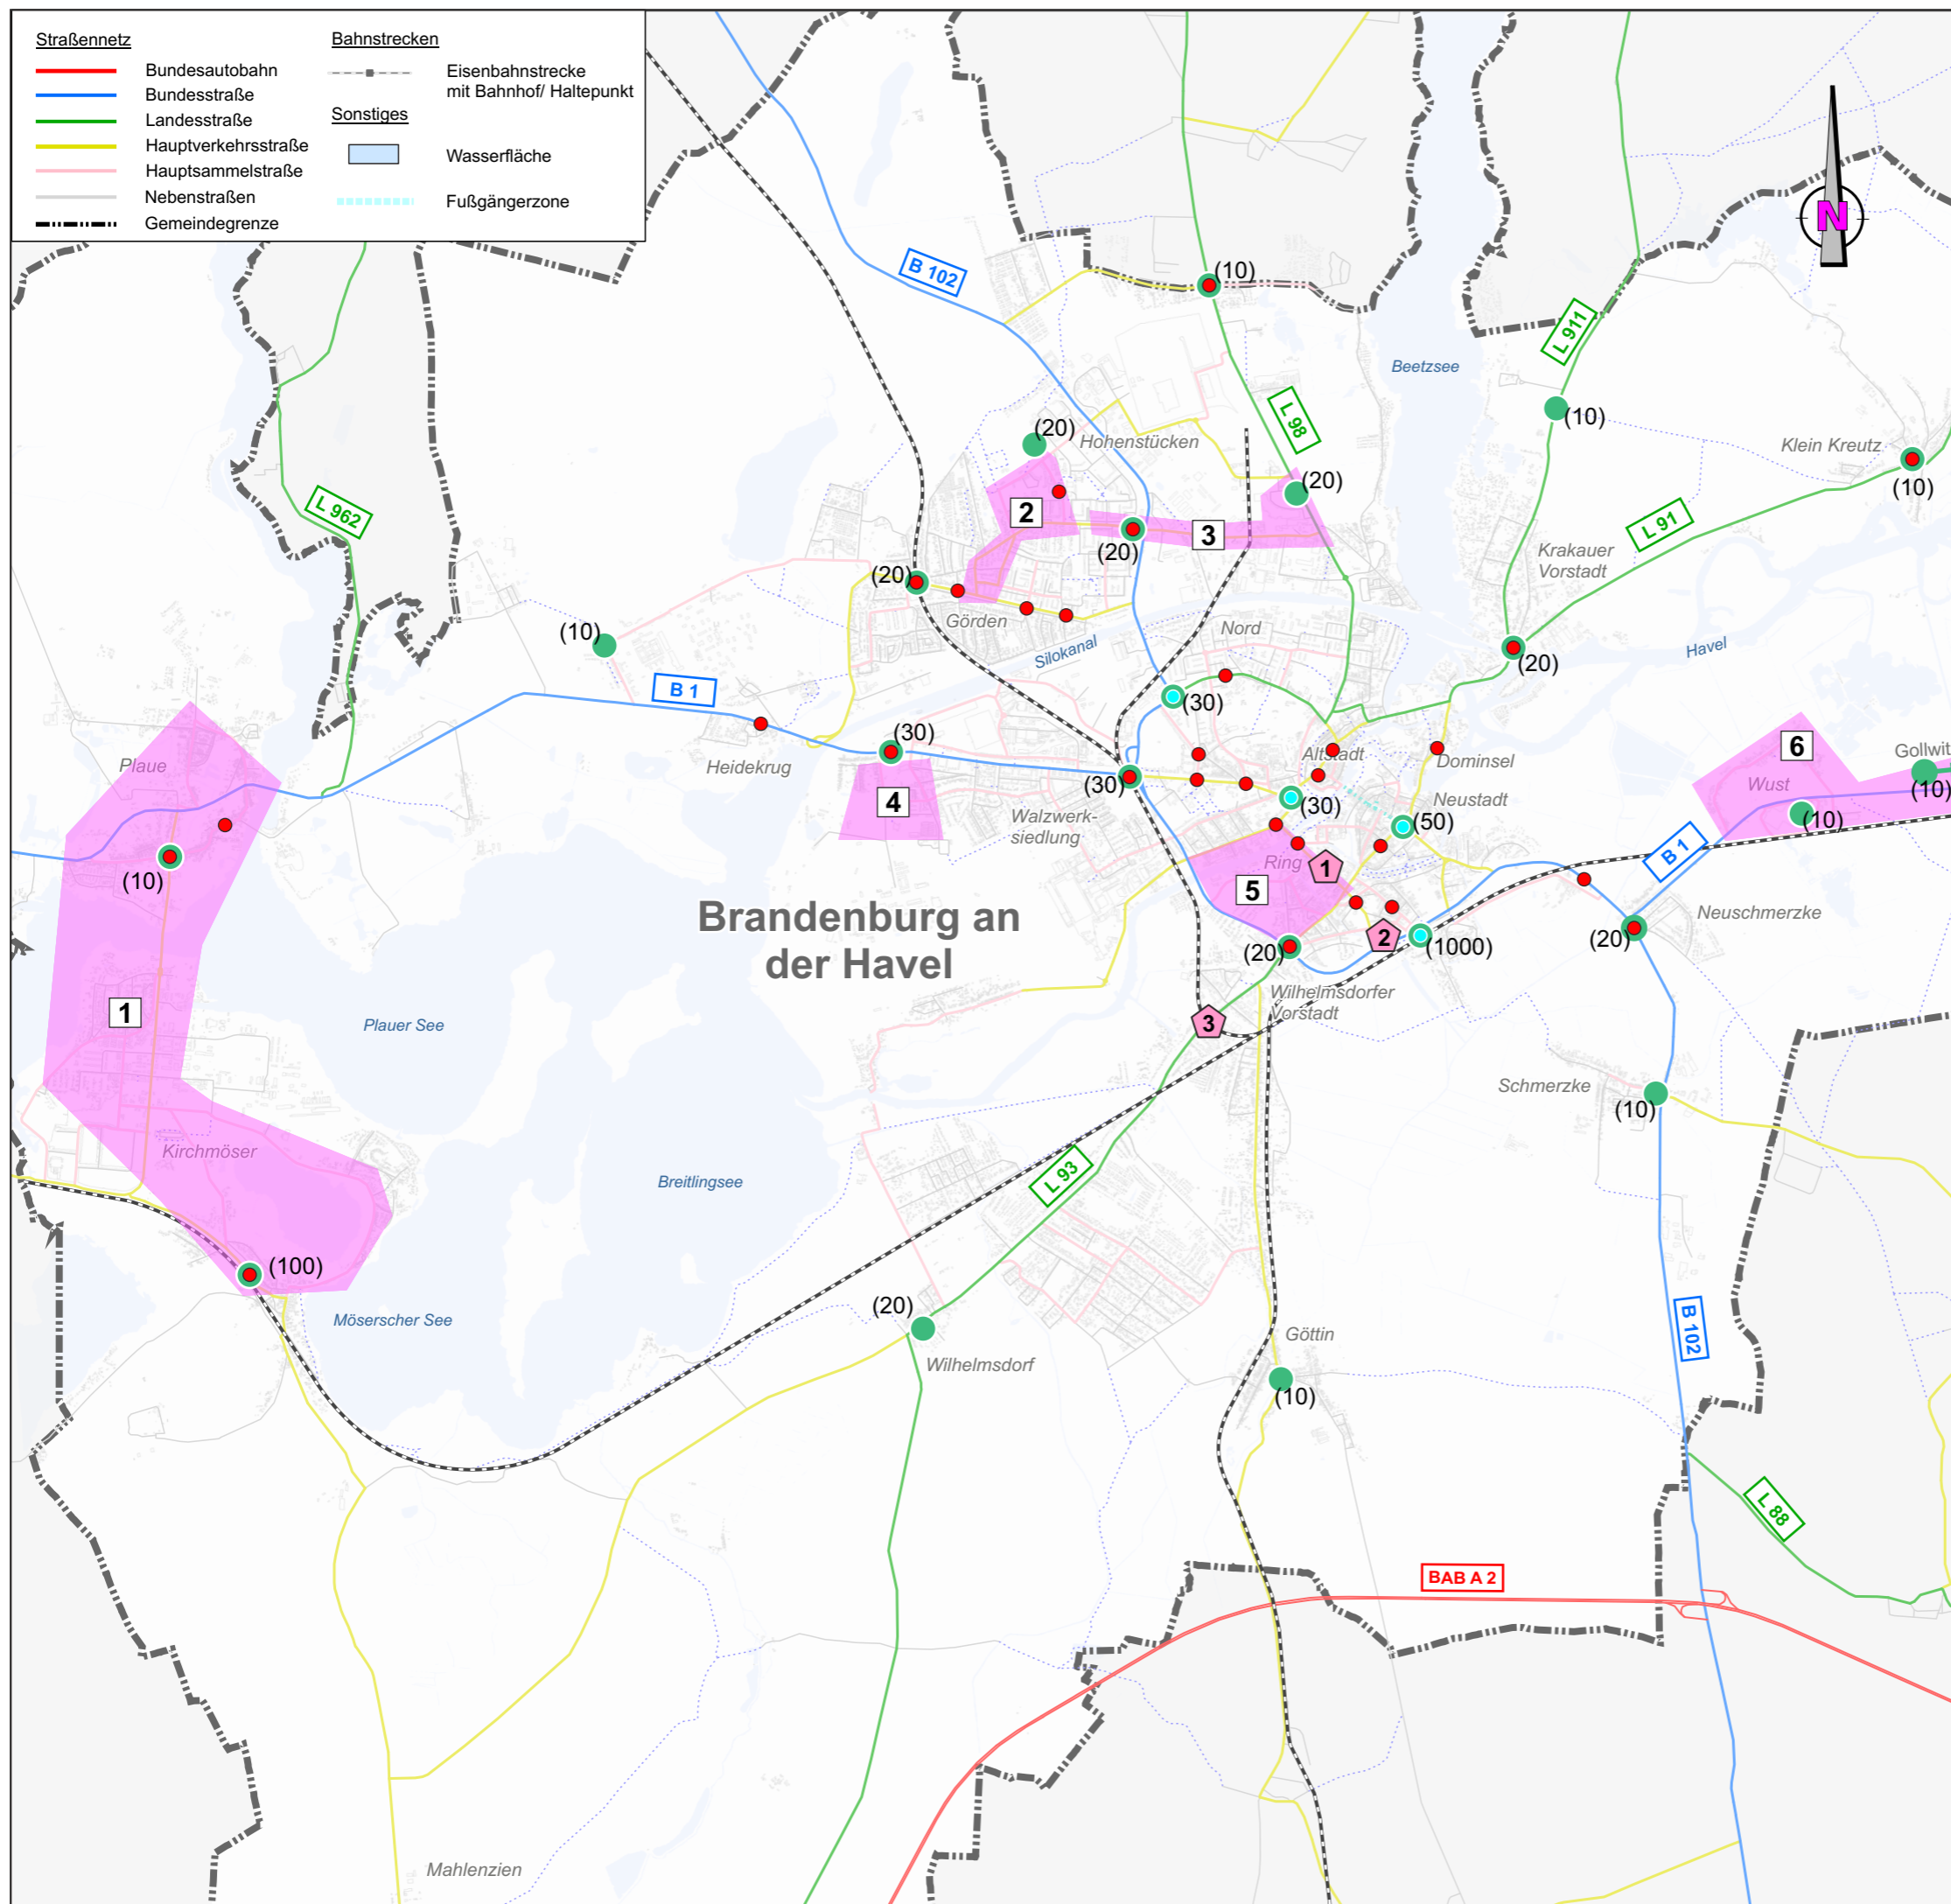 Straßennetz
Bundesautobahn
Bundesstraße
Landesstraße
Hauptverkehrsstraße
Hauptsammelstraße
Nebenstraßen
Gemeindegrenze
Bahnstrecken
Eisenbahnstrecke
mit Bahnhof/ Haltepunkt
Sonstiges
Wasserfläche
Fußgängerzone
N
B 102
(10)
L 911
Beetzsee
L 98
(10)
(20)
Hohenstücken
Klein Kreutz
(10)
(20)
L 962
2
3
(20)
L 91
Krakauer
Vorstadt
(20)
Görden
Nord
(10)
Silokanal
Havel
(20)
B 1
(30)
(30)
Plaue
Heidekrug
Altstadt
Dominsel
6
Gollwit
Wust
(10)
(30)
4
(30)
Neustadt
(50)
(10)
Walzwerk-
siedlung
Ring
1
B 1
(10)
5
Brandenburg an
der Havel
2
Neuschmerzke
(20)
(1000)
(20)
1
Plauer See
Wilhelmsdorfer
Vorstadt
3
Schmerzke
(10)
Kirchmöser
L 93
Breitlingsee
(100)
(20)
Möserscher See
B 102
Göttin
Wilhelmsdorf
(10)
L 88
BAB A 2
Mahlenzien